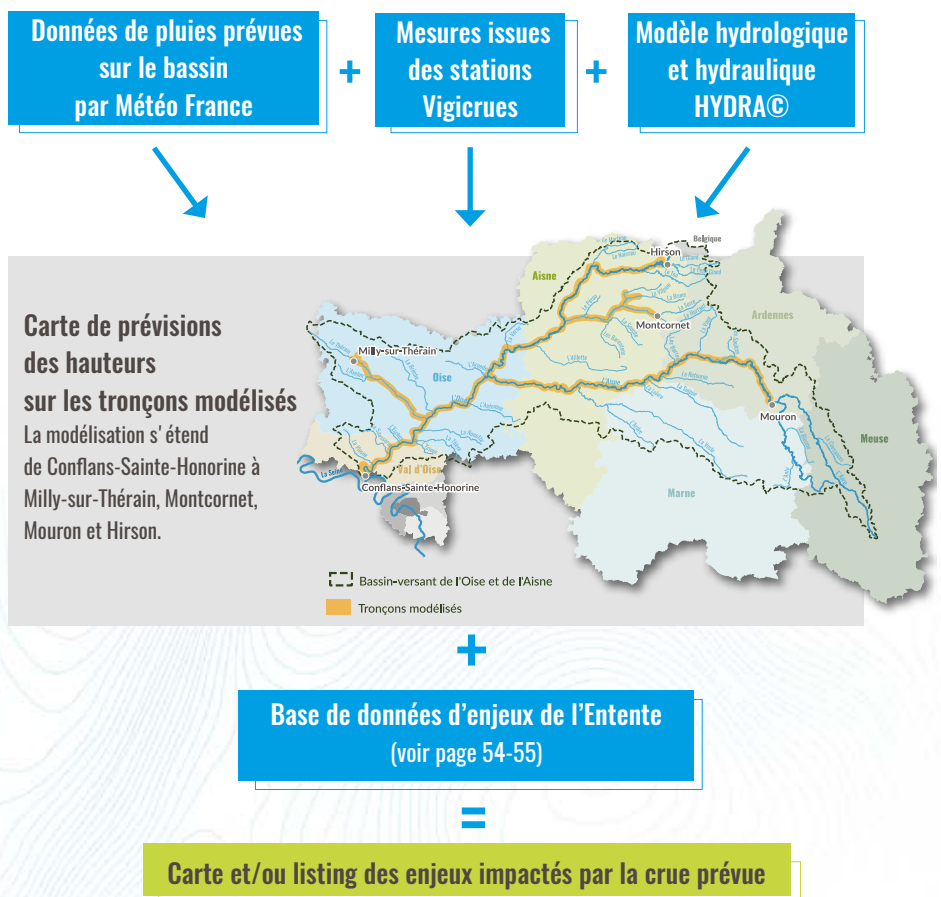 Données de pluies prévues
sur le bassin
par Météo France
+
Mesures issues
des stations
Vigicrues
+
Modèle hydrologique
et hydraulique
HYDRA©
Carte de prévisions
des hauteurs
sur les tronçons modélisés
La modélisation s'étend
de Conflans-Sainte-Honorine à
Milly-sur-Thérain, Montcornet,
Mouron et Hirson.
Belgique
Hirson
Aisne
Ardennes
Montcornet
Milly-sur-Thérain
Oise
L'Ailette
L'Aisne
Mouron
Meuse
Val d'Oise
La Seine
Conflans-Sainte-Honorine
Marne
Bassin-versant de l'Oise et de l'Aisne
Tronçons modélisés
+
Base de données d'enjeux de l'Entente
(voir page 54-55)
=
Carte et/ou listing des enjeux impactés par la crue prévue